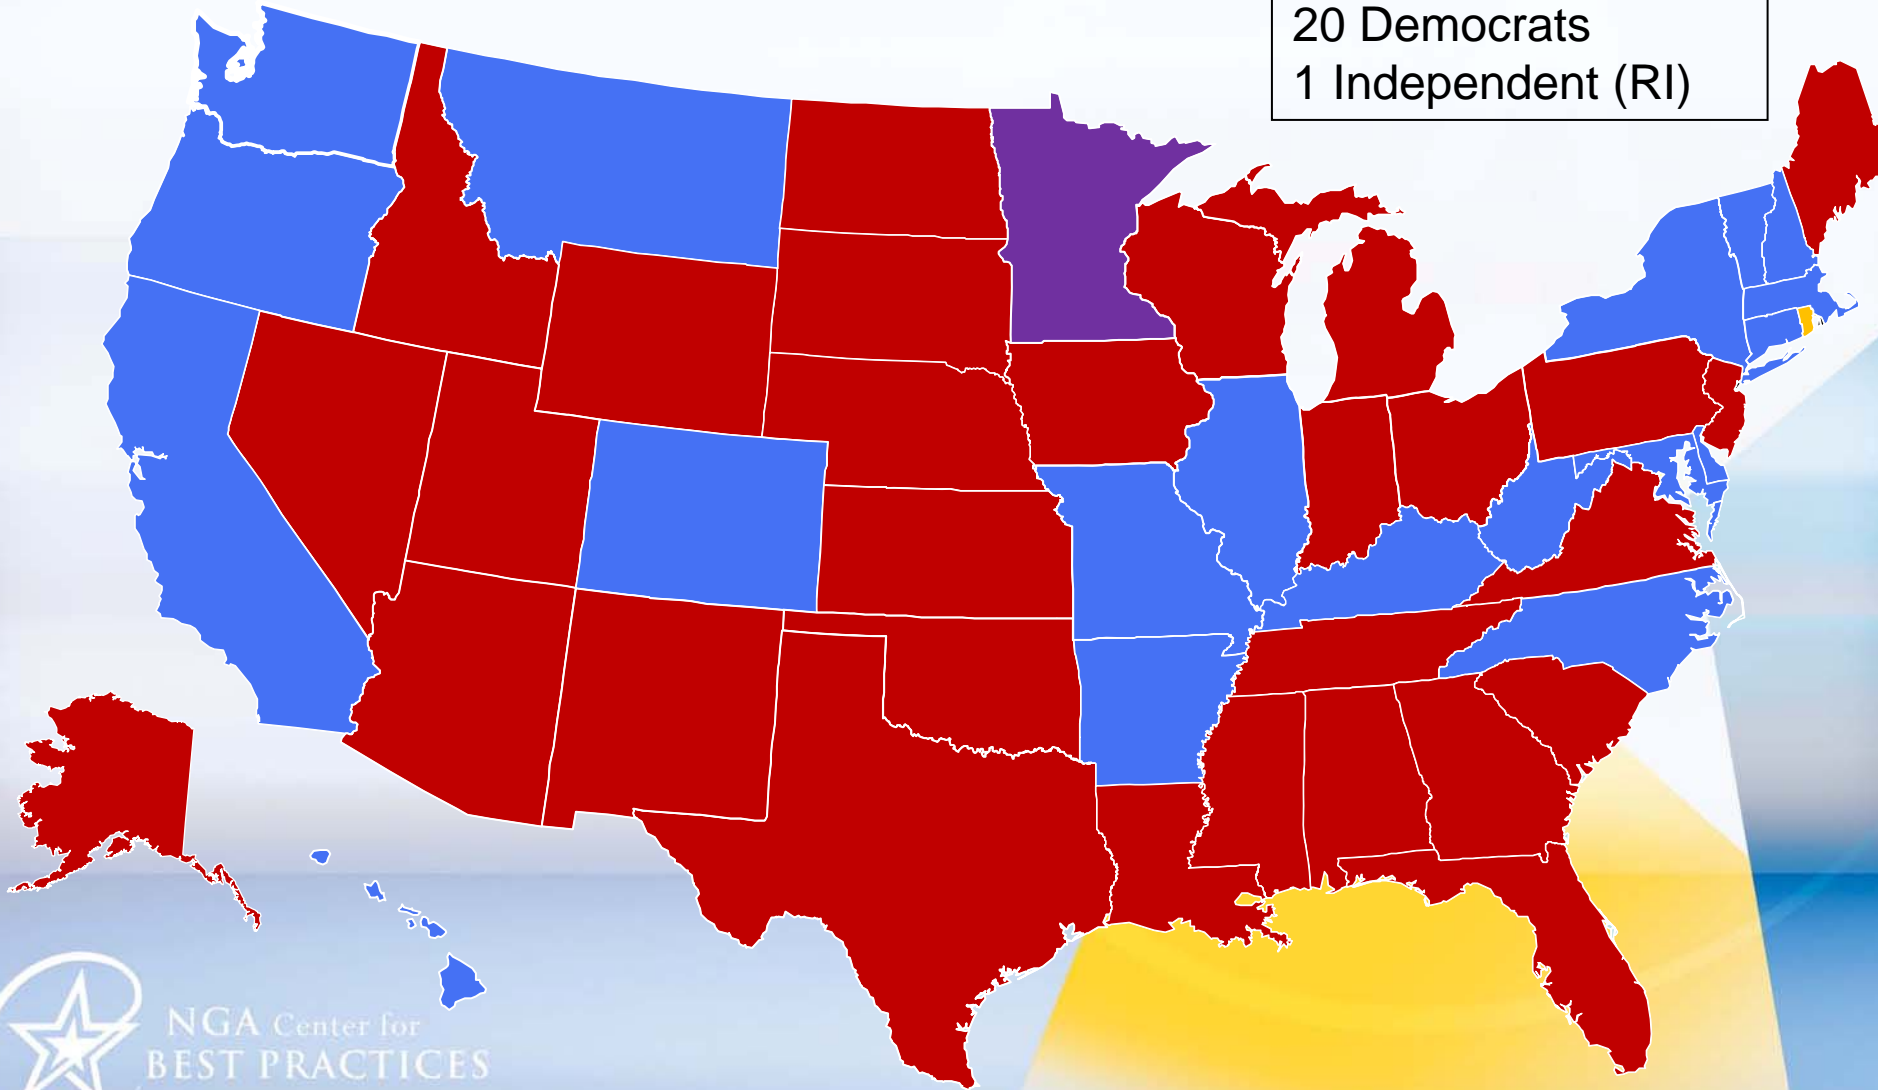 20 Democrats
1 Independent (RI)
NGA Center for
BEST PRACTICES